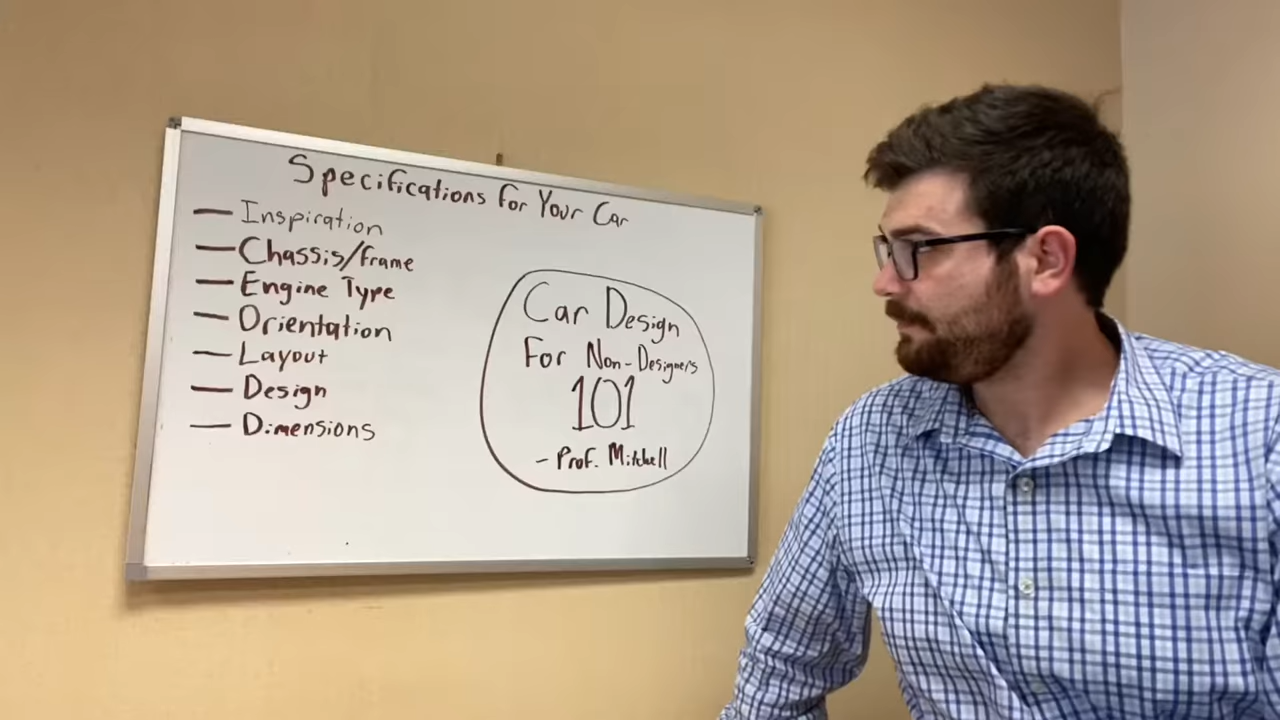 Specifications For Your Car
— Inspiration
— Chassis/Frame
— Engine Type
— Orientation
— Layout
— Design
— Dimensions
Car Design
For Non-Designers
101
- Prof. Mitchell